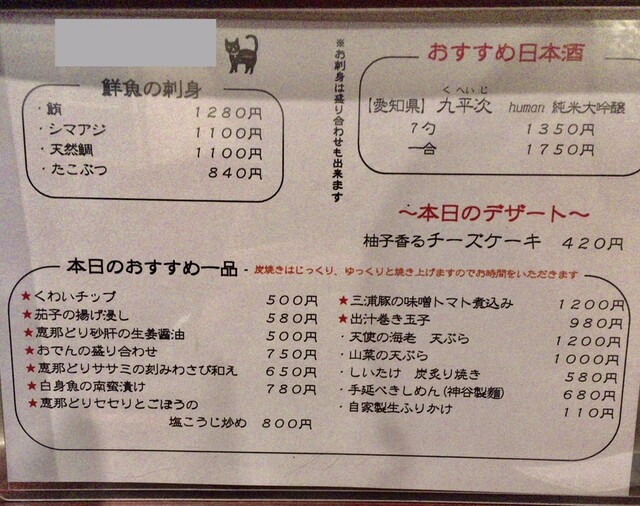 鮮魚の刺身
・鮪 1280円
・シマアジ 1100円
・天然鯛 1100円
・たこぶつ 840円
※お刺身は盛り合わせも出来ます
おすすめ日本酒
くへいじ
【愛知県】 九平次 human 純米大吟醸
7勺 1350円
一合 1750円
～本日のデザート～
柚子香るチーズケーキ 420円
本日のおすすめ一品 - 炭焼きはじっくり、ゆっくりと焼き上げますのでお時間をいただきます
★くわいチップ 500円
★茄子の揚げ浸し 580円
★恵那どり砂肝の生姜醤油 500円
★おでんの盛り合わせ 750円
★恵那どりササミの刻みわさび和え 650円
★白身魚の南蛮漬け 780円
★恵那どりセセリとごぼうの
塩こうじ炒め 800円
★三浦豚の味噌トマト煮込み 1200円
★出汁巻き玉子 980円
・天使の海老 天ぷら 1200円
・山菜の天ぷら 1000円
・しいたけ 炭炙り焼き 580円
・手延べきしめん(神谷製麺) 680円
・自家製生ふりかけ 110円